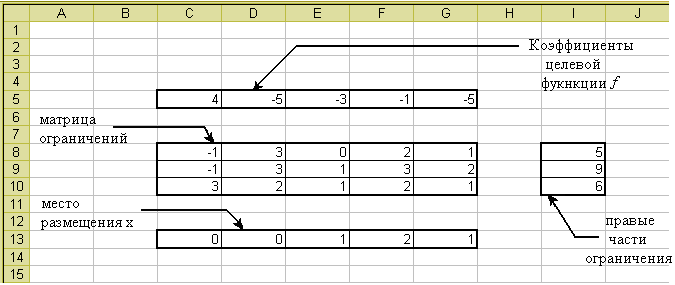 A B C D E F G H I J
1
2 Коэффициенты
3 целевой
4 фукнкции f
5 4 -5 -3 -1 -5
6
матрица
7
ограничений
8 -1 3 0 2 1 5
9 -1 3 1 3 2 9
10 3 2 1 2 1 6
11 место
12 размещения x правые
13 0 0 1 2 1 части
14 ограничения
15